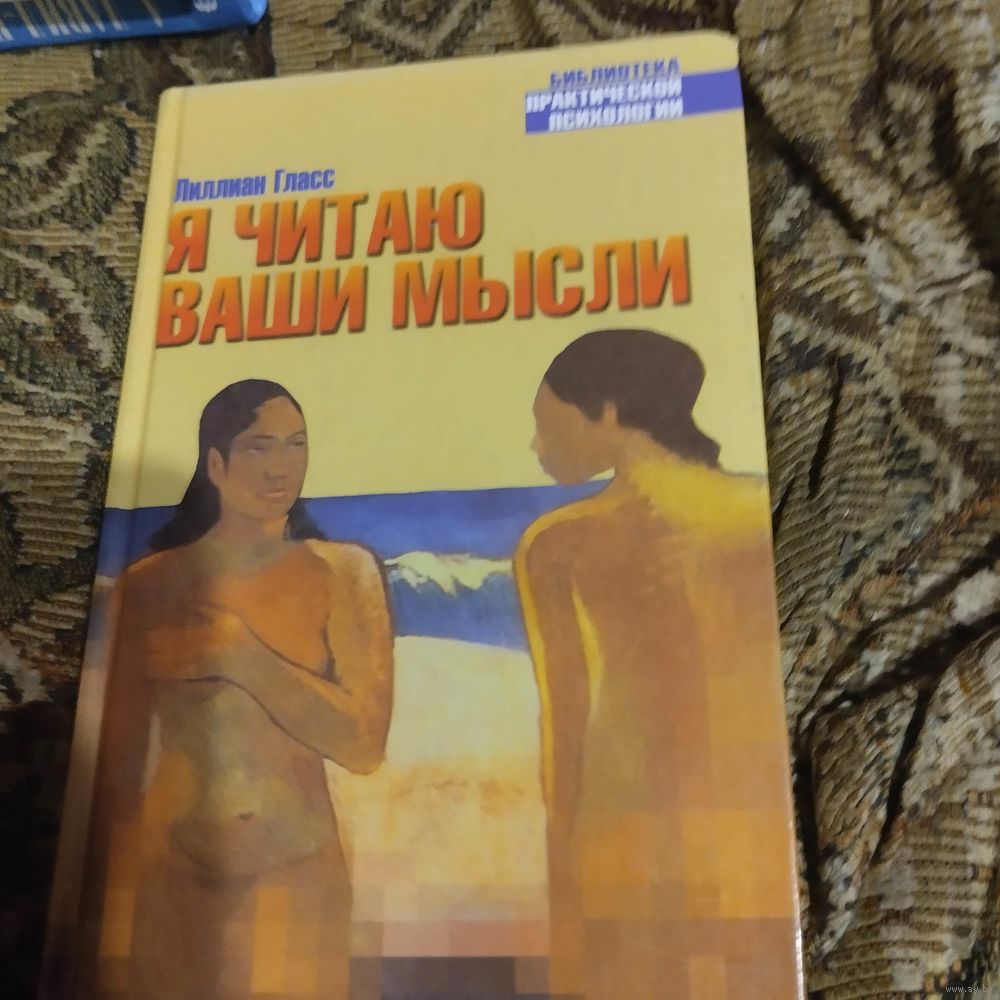 БИБЛИОТЕКА
ПРАКТИЧЕСКОЙ
ПСИХОЛОГИИ
Лиллиан Гласс
Я ЧИТАЮ
ВАШИ МЫСЛИ